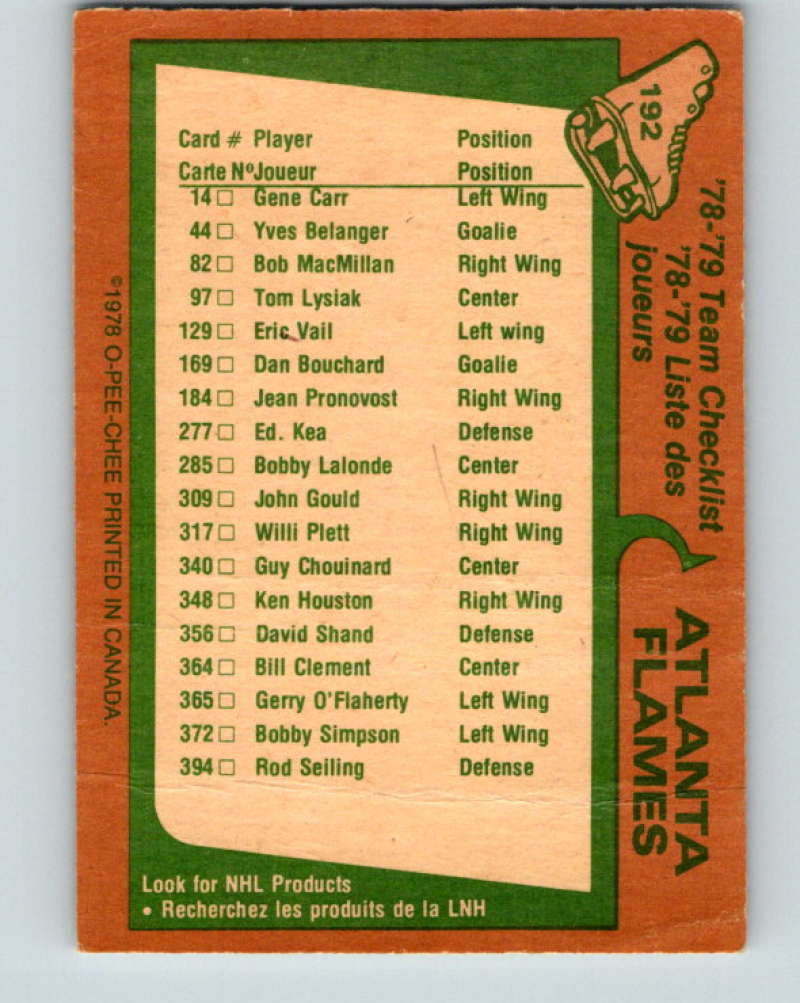 Card # Player Position
Carte NºJoueur Position
14 □ Gene Carr Left Wing
44 □ Yves Belanger Goalie
82 □ Bob MacMillan Right Wing
97 □ Tom Lysiak Center
129 □ Eric Vail Left wing
169 □ Dan Bouchard Goalie
184 □ Jean Pronovost Right Wing
277 □ Ed. Kea Defense
285 □ Bobby Lalonde Center
309 □ John Gould Right Wing
317 □ Willi Plett Right Wing
340 □ Guy Chouinard Center
348 □ Ken Houston Right Wing
356 □ David Shand Defense
364 □ Bill Clement Center
365 □ Gerry O'Flaherty Left Wing
372 □ Bobby Simpson Left Wing
394 □ Rod Seiling Defense
Look for NHL Products
• Recherchez les produits de la LNH
192
'78-'79 Team Checklist
'78-'79 Liste des
joueurs
ATLANTA
FLAMES
©1978 O-PEE-CHEE PRINTED IN CANADA.